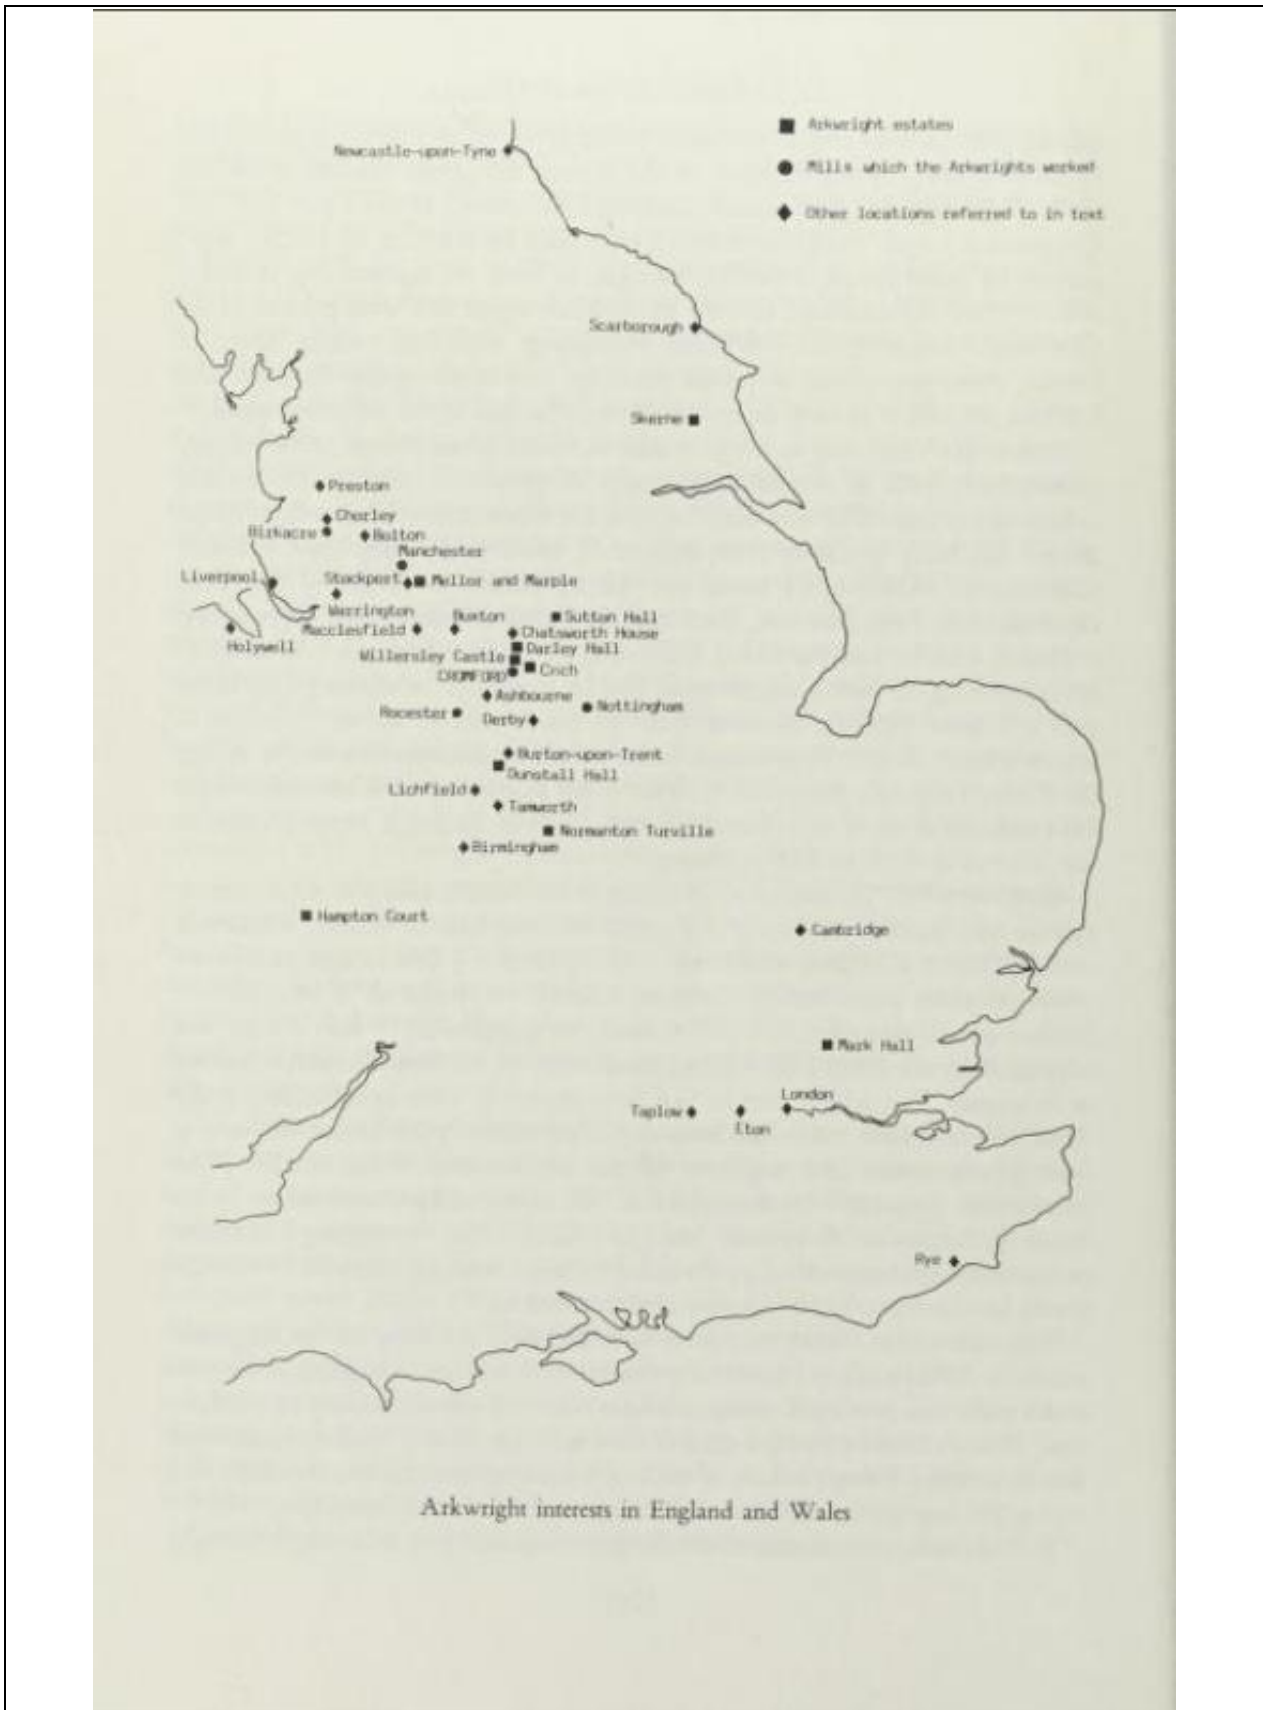 ■ Arkwright estates
● Mills which the Arkwrights worked
◆ Other locations referred to in text
Newcastle-upon-Tyne
Scarborough
Skerne
Preston
Chorley
Birkacre
Bolton
Manchester
Liverpool
Stockport
Mellor and Marple
Warrington
Holywell
Macclesfield
Buxton
Sutton Hall
Chatsworth House
Darley Hall
Willersley Castle
Crich
CROMFORD
Ashbourne
Rocester
Nottingham
Derby
Burton-upon-Trent
Dunstall Hall
Lichfield
Tamworth
Normanton Turville
Birmingham
Hampton Court
Cambridge
Mark Hall
London
Taplow
Eton
Rye
Arkwright interests in England and Wales